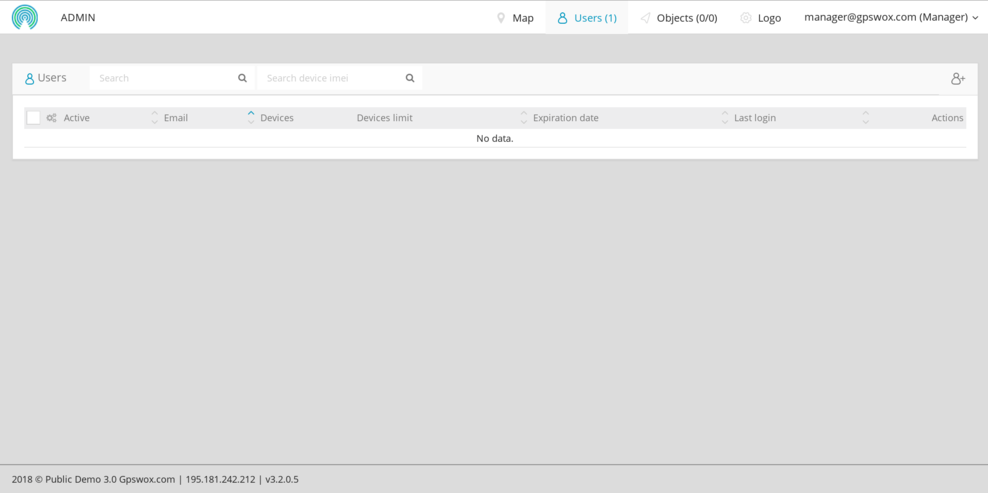 ADMIN Map Users (1) Objects (0/0) Logo manager@gpswox.com (Manager)
Users Search Search device imei
Active Email Devices Devices limit Expiration date Last login Actions
No data.
2018 © Public Demo 3.0 Gpswox.com | 195.181.242.212 | v3.2.0.5